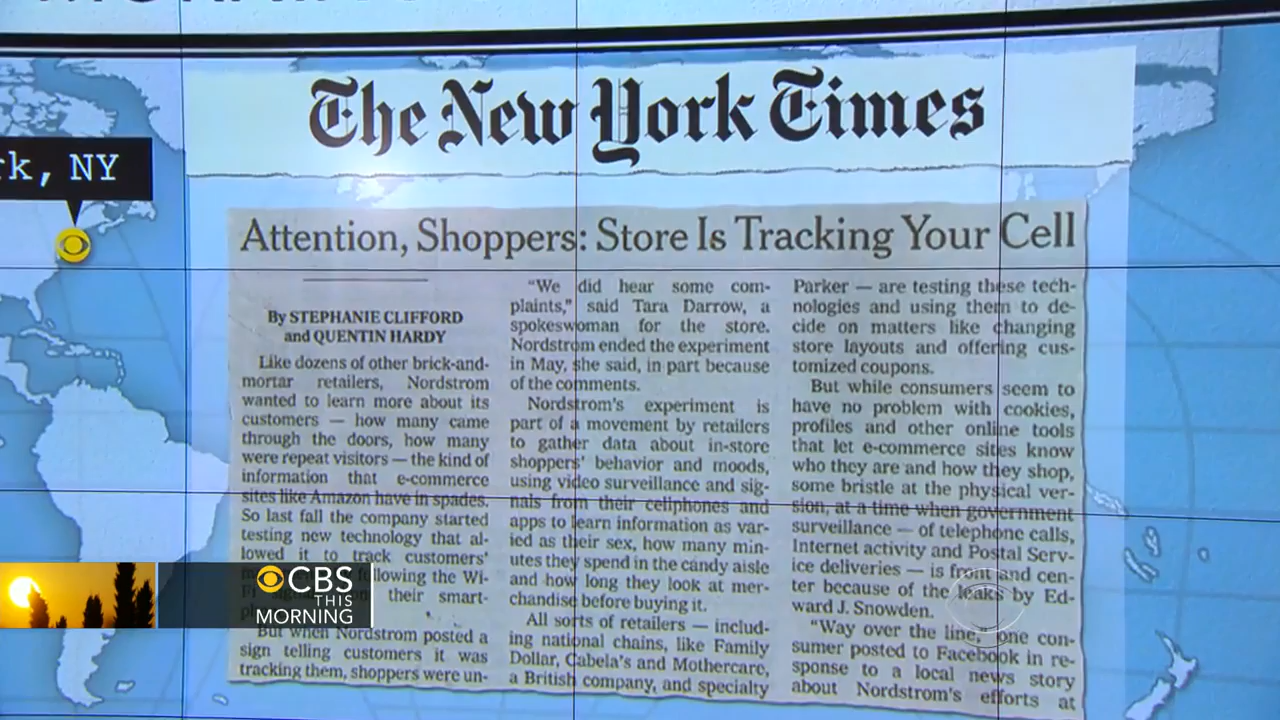 rk, NY
The New York Times
Attention, Shoppers: Store Is Tracking Your Cell
By STEPHANIE CLIFFORD
and QUENTIN HARDY
Like dozens of other brick-and-
mortar retailers, Nordstrom
wanted to learn more about its
customers — how many came
through the doors, how many
were repeat visitors — the kind of
information that e-commerce
sites like Amazon have in spades.
So last fall the company started
testing new technology that al-
lowed it to track customers'
llowing the Wi-
their smart-
But when Nordstrom posted a
sign telling customers it was
tracking them, shoppers were un-
"We did hear some com-
plaints," said Tara Darrow, a
spokeswoman for the store.
Nordstrom ended the experiment
in May, she said, in part because
of the comments.
Nordstrom's experiment is
part of a movement by retailers
to gather data about in-store
shoppers' behavior and moods,
using video surveillance and sig-
nals from their cellphones and
apps to learn information as var-
ied as their sex, how many min-
utes they spend in the candy aisle
and how long they look at mer-
chandise before buying it.
All sorts of retailers — includ-
ing national chains, like Family
Dollar, Cabela's and Mothercare,
a British company, and specialty
Parker — are testing these tech-
nologies and using them to de-
cide on matters like changing
store layouts and offering cus-
tomized coupons.
But while consumers seem to
have no problem with cookies,
profiles and other online tools
that let e-commerce sites know
who they are and how they shop,
some bristle at the physical ver-
sion, at a time when government
surveillance — of telephone calls,
Internet activity and Postal Serv-
ice deliveries — is front and cen-
ter because of the leaks by Ed-
ward J. Snowden.
"Way over the line," one con-
sumer posted to Facebook in re-
sponse to a local news story
about Nordstrom's efforts at
CBS
THIS
MORNING